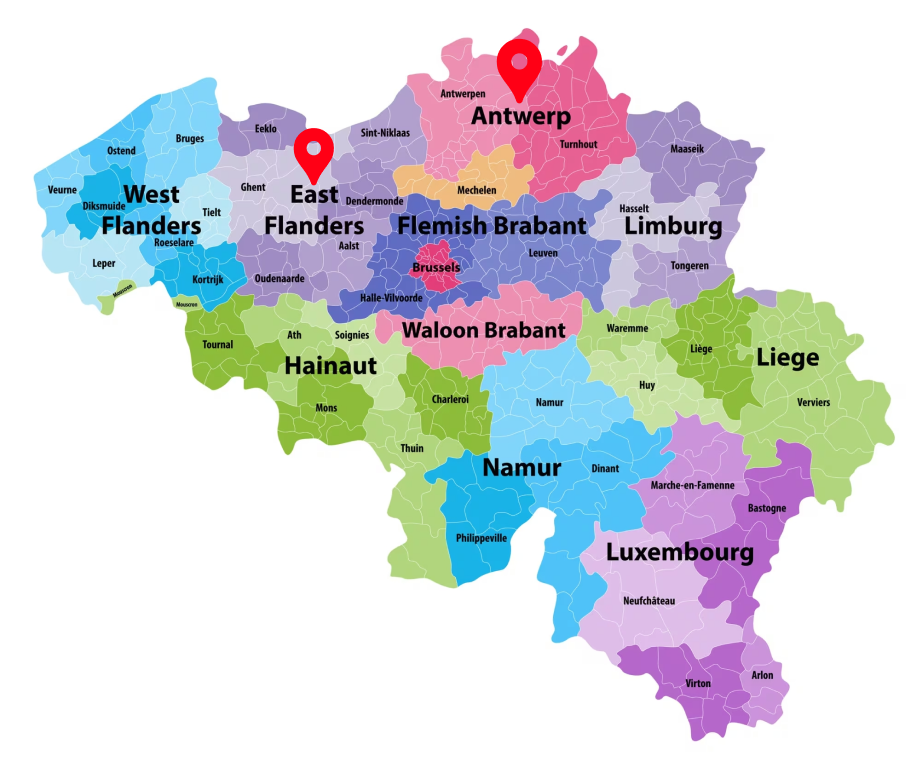 Antwerpen
Antwerp
Eeklo
Sint-Niklaas
Bruges
Ostend
Turnhout
Maaseik
Veurne
Diksmuide
West
Flanders
Tielt
Ghent
East
Flanders
Dendermonde
Mechelen
Hasselt
Limburg
Flemish Brabant
Roeselare
Aalst
Leuven
Leper
Kortrijk
Oudenaarde
Brussels
Tongeren
Mouscron
Mouscron
Halle-Vilvoorde
Tournal
Ath
Soignies
Waloon Brabant
Waremme
Liège
Liege
Hainaut
Huy
Mons
Charleroi
Namur
Verviers
Thuin
Namur
Dinant
Marche-en-Famenne
Bastogne
Philippeville
Luxembourg
Neufchâteau
Virton
Arlon